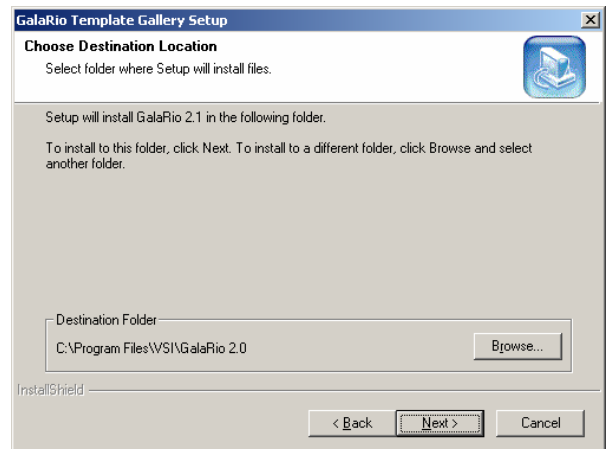 GalaRio Template Gallery Setup
Choose Destination Location
Select folder where Setup will install files.
Setup will install GalaRio 2.1 in the following folder.
To install to this folder, click Next. To install to a different folder, click Browse and select
another folder.
Destination Folder
C:\Program Files\VSI\GalaRio 2.0
Browse...
InstallShield
< Back
Next >
Cancel